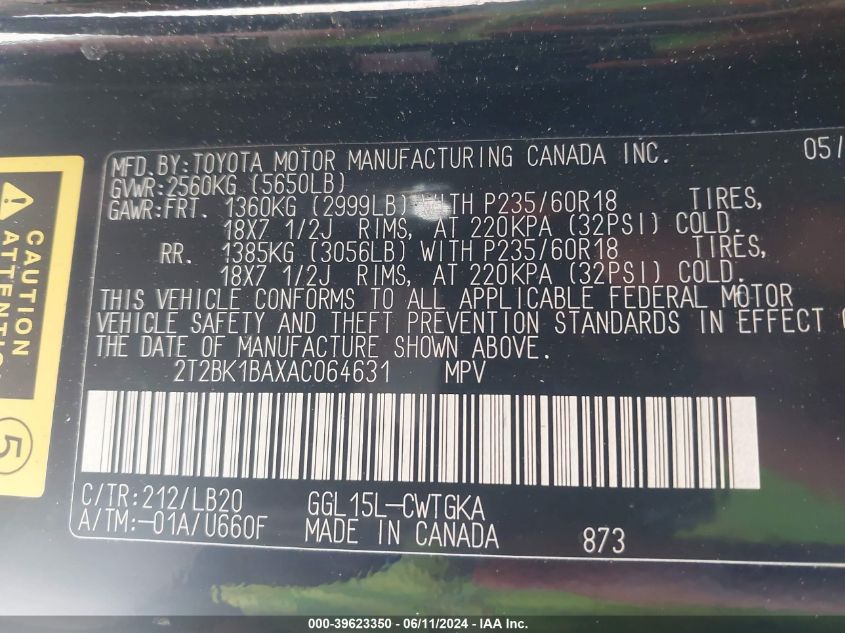 MFD.BY:TOYOTA MOTOR MANUFACTURING CANADA INC. 05/
GVWR:2560KG (5650LB)
GAWR:FRT. 1360KG (2999LB) WITH P235/60R18 TIRES,
18X7 1/2J RIMS, AT 220KPA (32PSI) COLD.
RR. 1385KG (3056LB) WITH P235/60R18 TIRES,
18X7 1/2J RIMS, AT 220KPA (32PSI) COLD.
THIS VEHICLE CONFORMS TO ALL APPLICABLE FEDERAL MOTOR
VEHICLE SAFETY AND THEFT PREVENTION STANDARDS IN EFFECT
THE DATE OF MANUFACTURE SHOWN ABOVE.
2T2BK1BAXAC064631 MPV
C/TR:212/LB20 GGL15L-CWTGKA
A/TM:-01A/U660F MADE IN CANADA 873
CAUTION
5
000-39623350 - 06/11/2024 - IAA Inc.